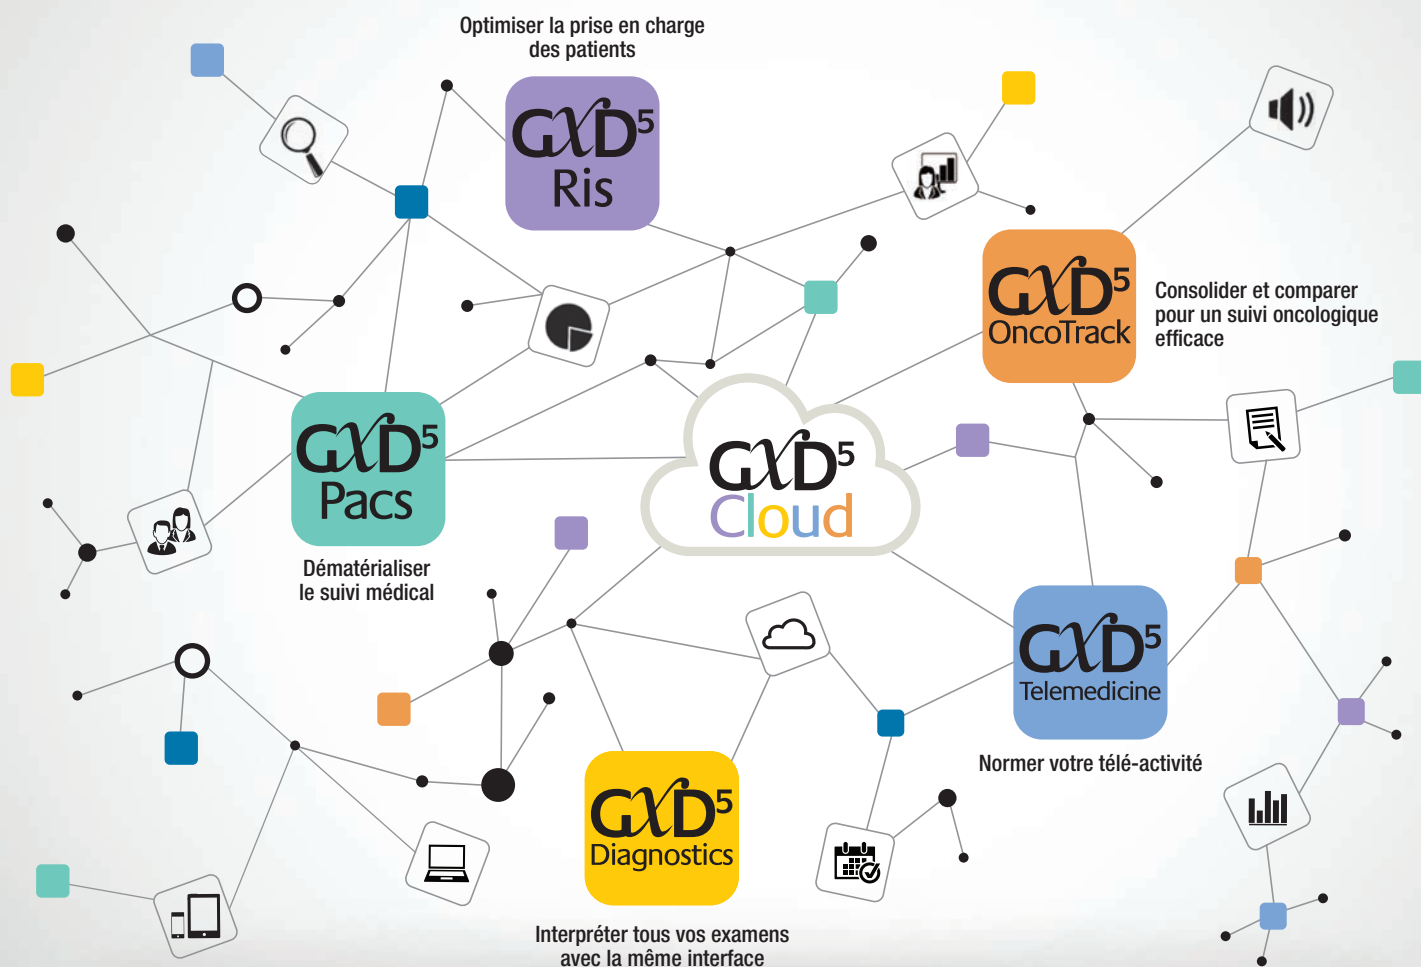 Optimiser la prise en charge
des patients
GXD5
Ris
GXD5
OncoTrack
Consolider et comparer
pour un suivi oncologique
efficace
GXD5
Pacs
Dématérialiser
le suivi médical
GXD5
Cloud
GXD5
Telemedicine
Normer votre télé-activité
GXD5
Diagnostics
Interpréter tous vos examens
avec la même interface